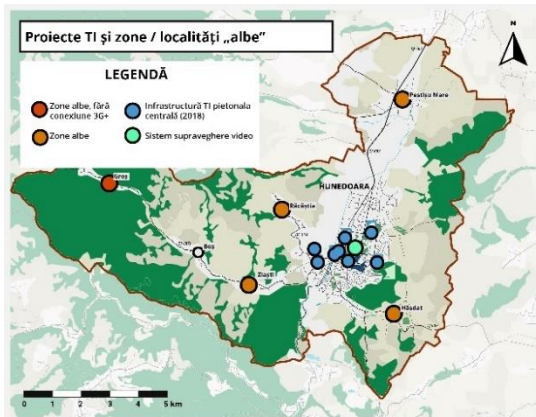 Proiecte TI și zone / localități „albe”
N
LEGENDĂ
Zone albe, fără
conexiune 3G+
Infrastructură TI pietonala
centrală (2018)
Zone albe
Sistem supraveghere video
Peștișu Mare
Groș
HUNEDOARA
Răcăștia
Boș
Zlaști
Hășdat
0 1 2 3 4 5 km